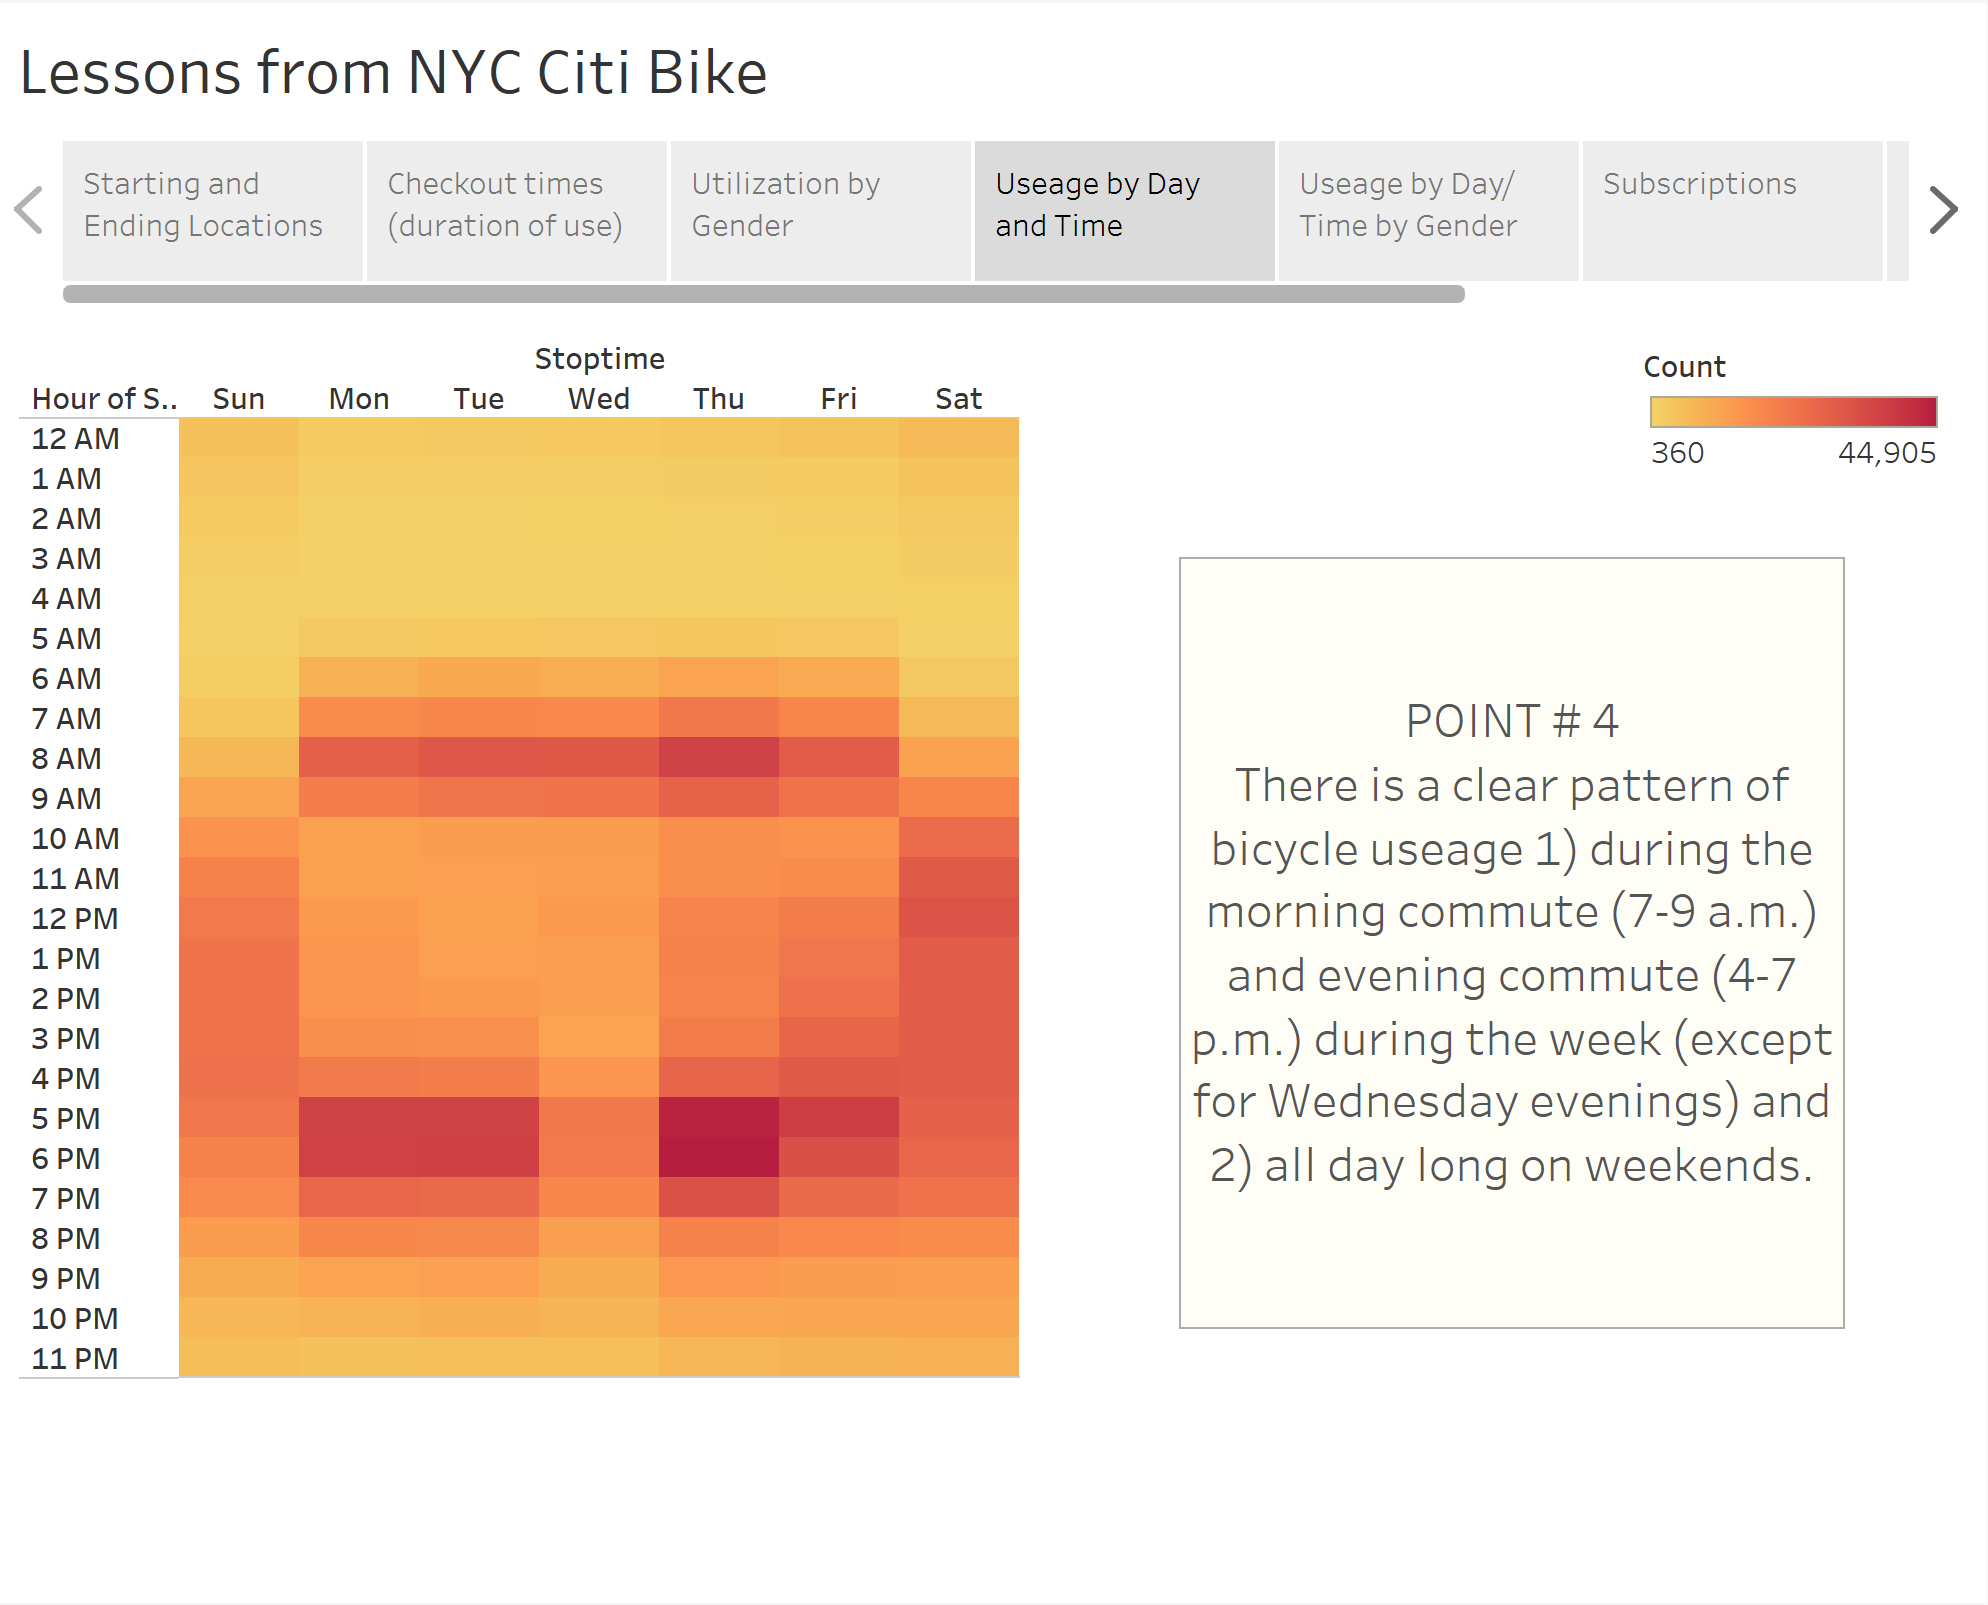 Lessons from NYC Citi Bike
Starting and
Ending Locations
Checkout times
(duration of use)
Utilization by
Gender
Useage by Day
and Time
Useage by Day/
Time by Gender
Subscriptions
Stoptime
Hour of S.. Sun Mon Tue Wed Thu Fri Sat
12 AM
1 AM
2 AM
3 AM
4 AM
5 AM
6 AM
7 AM
8 AM
9 AM
10 AM
11 AM
12 PM
1 PM
2 PM
3 PM
4 PM
5 PM
6 PM
7 PM
8 PM
9 PM
10 PM
11 PM
Count
360 44,905
POINT # 4
There is a clear pattern of
bicycle useage 1) during the
morning commute (7-9 a.m.)
and evening commute (4-7
p.m.) during the week (except
for Wednesday evenings) and
2) all day long on weekends.